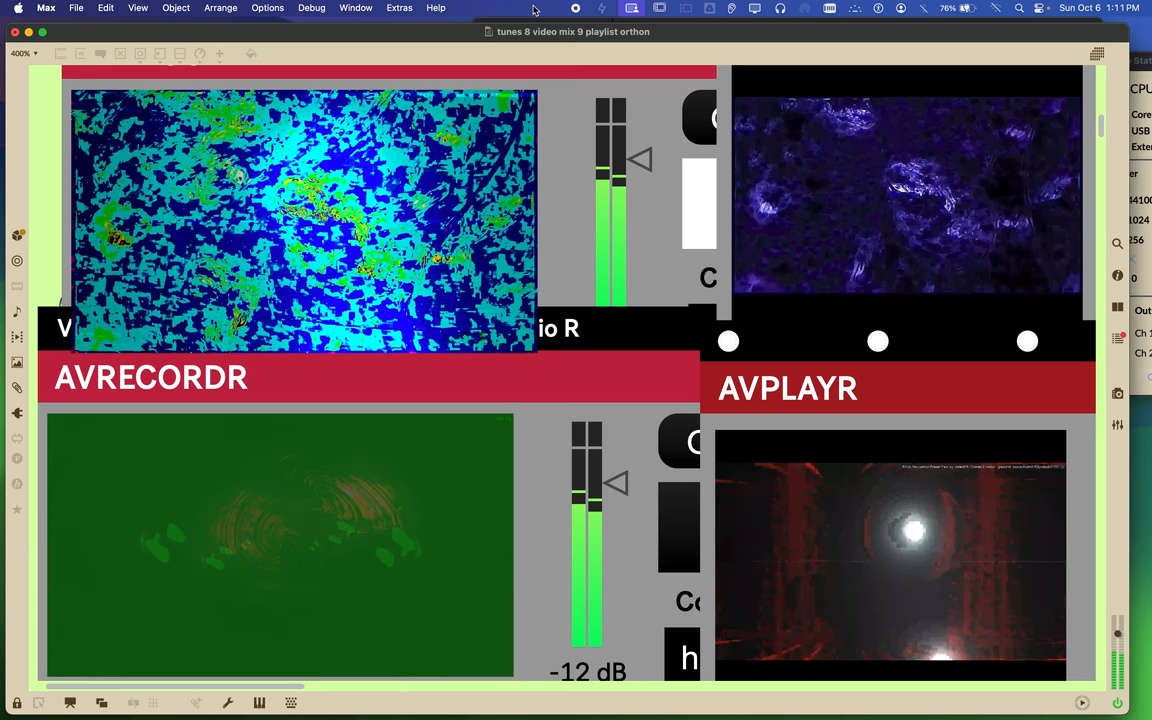 Max File Edit View Object Arrange Options Debug Window Extras Help 76% Sun Oct 6 1:11 PM
tunes 8 video mix 9 playlist orthon
400%
Stat
CPU
Core
USB
Exter
er
44100
1024
256
0
Out
Ch 1
Ch 2
C
V
io R
AVRECORDR
AVPLAYR
C
Co
h
-12 dB